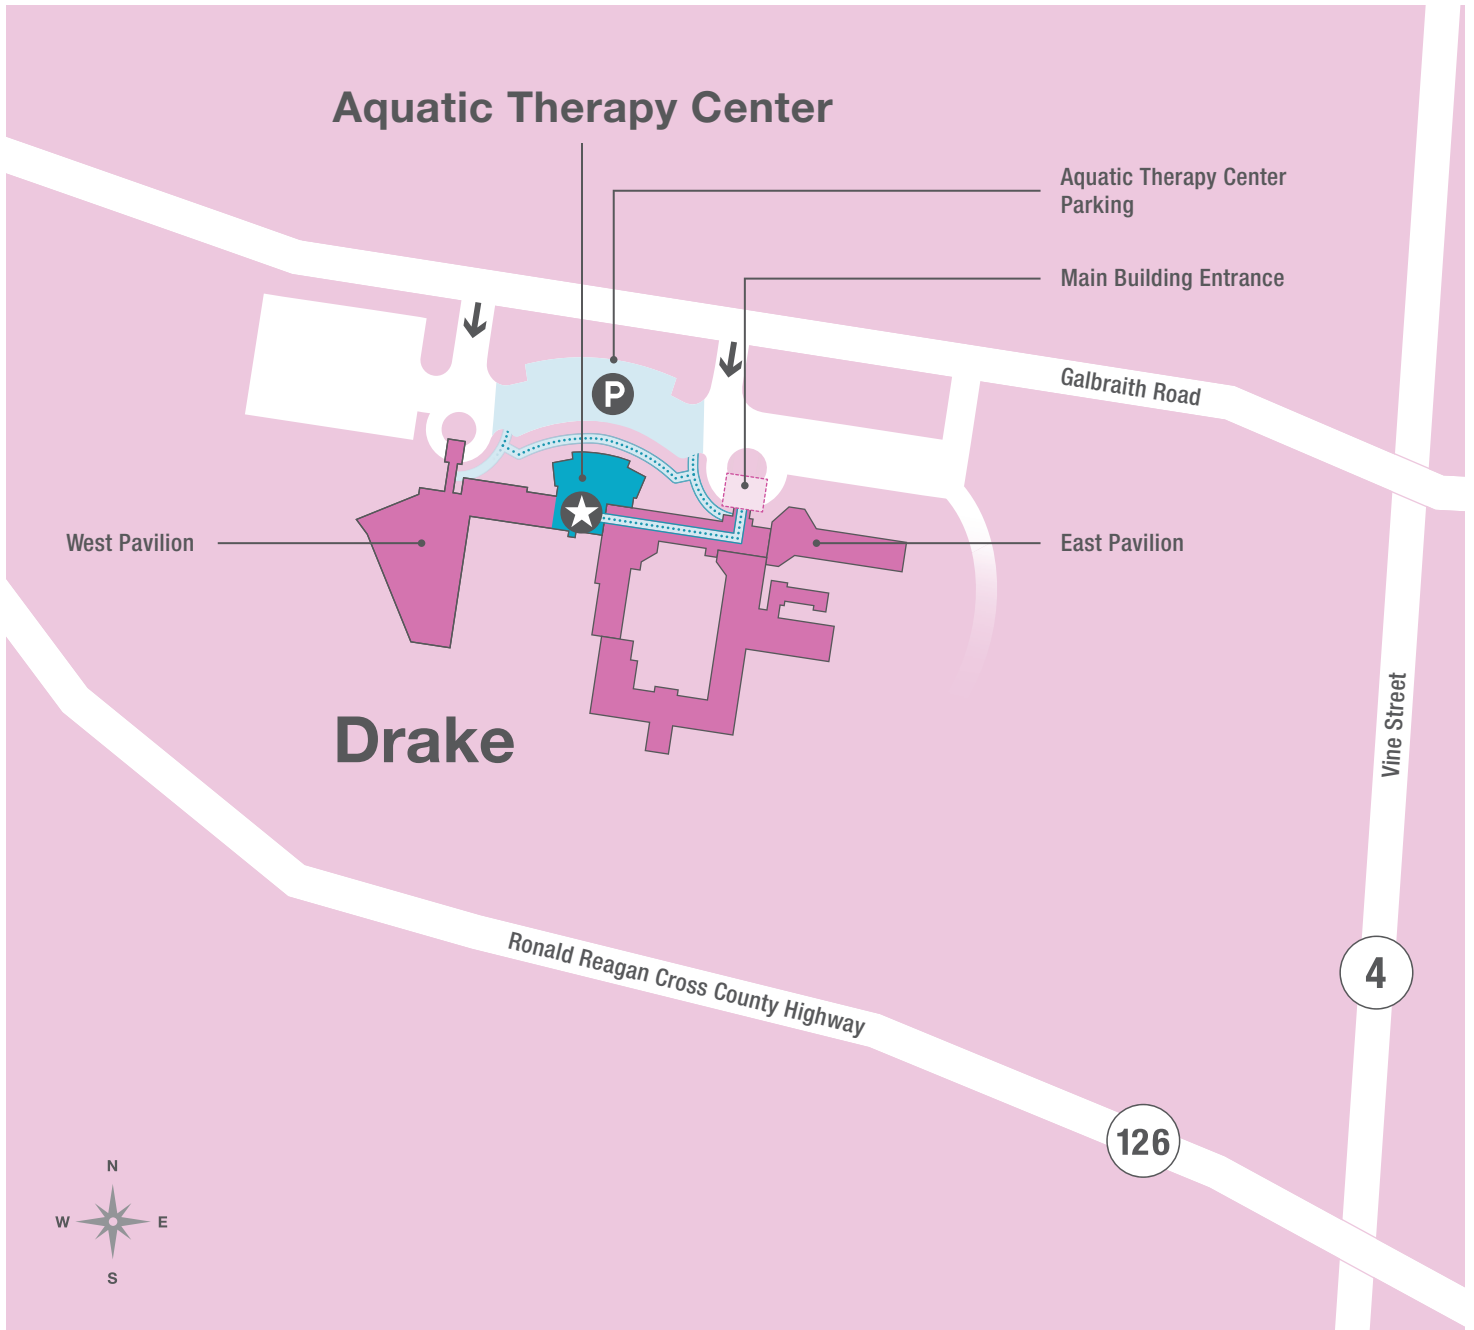 Aquatic Therapy Center
Aquatic Therapy Center
Parking
Main Building Entrance
P
Galbraith Road
West Pavilion
East Pavilion
Drake
Vine Street
Ronald Reagan Cross County Highway
4
126
N
W E
S